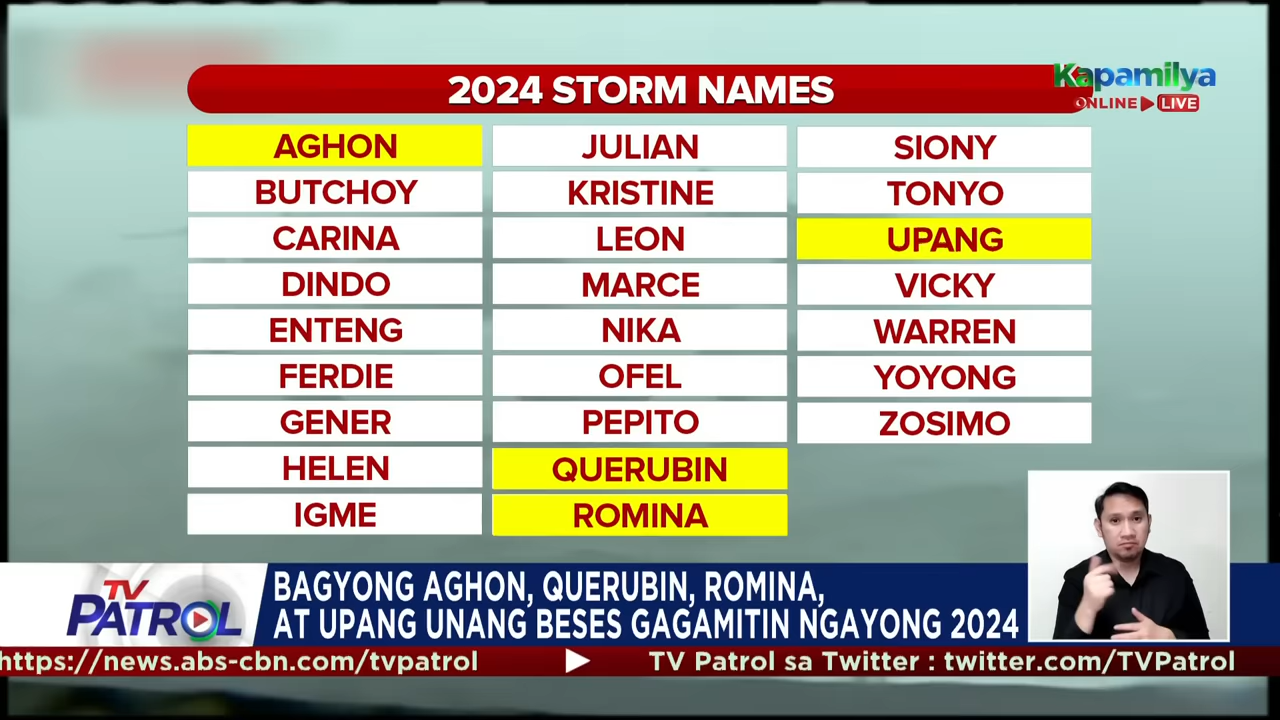 2024 STORM NAMES
Kapamilya
ONLINE LIVE
AGHON
BUTCHOY
CARINA
DINDO
ENTENG
FERDIE
GENER
HELEN
IGME
JULIAN
KRISTINE
LEON
MARCE
NIKA
OFEL
PEPITO
QUERUBIN
ROMINA
SIONY
TONYO
UPANG
VICKY
WARREN
YOYONG
ZOSIMO
TV PATROL
BAGYONG AGHON, QUERUBIN, ROMINA,
AT UPANG UNANG BESES GAGAMITIN NGAYONG 2024
https://news.abs-cbn.com/tvpatrol
TV Patrol sa Twitter : twitter.com/TVPatrol